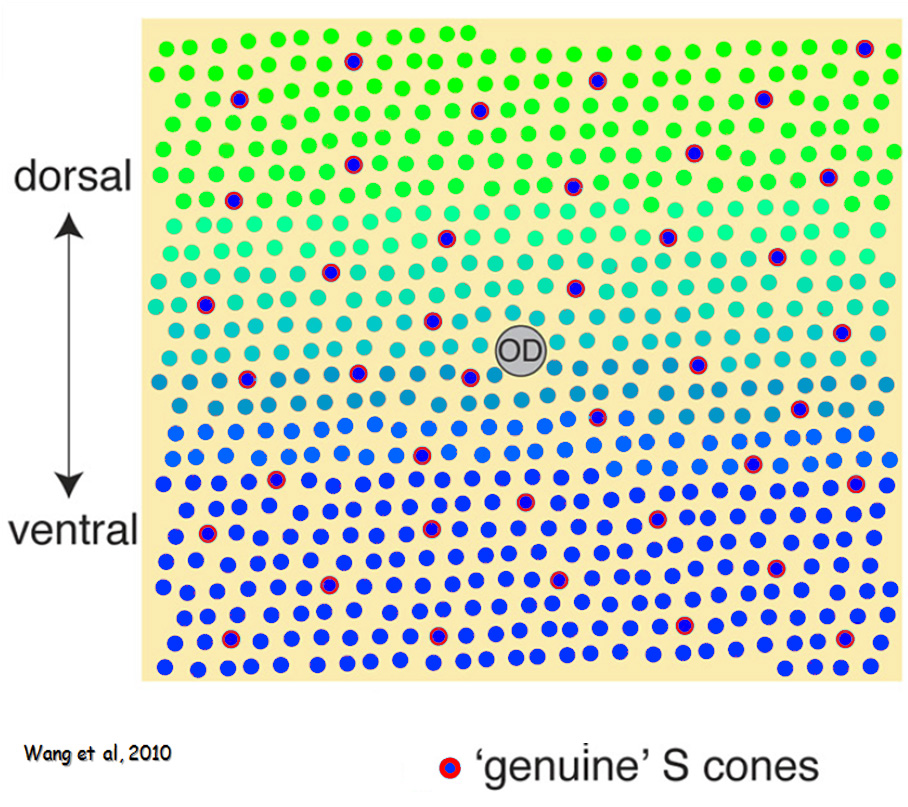 dorsal
OD
ventral
Wang et al, 2010
‘genuine’ S cones